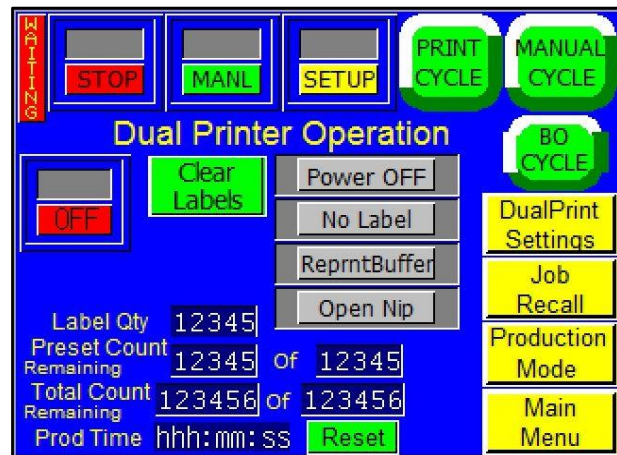 WAITING
STOP
MANL
SETUP
PRINT
CYCLE
MANUAL
CYCLE
Dual Printer Operation
BO
CYCLE
OFF
Clear
Labels
Power OFF
No Label
ReprntBuffer
Open Nip
DualPrint
Settings
Job
Recall
Production
Mode
Main
Menu
Label Qty 12345
Preset Count
Remaining 12345 Of 12345
Total Count
Remaining 123456 Of 123456
Prod Time hhh:mm:ss Reset